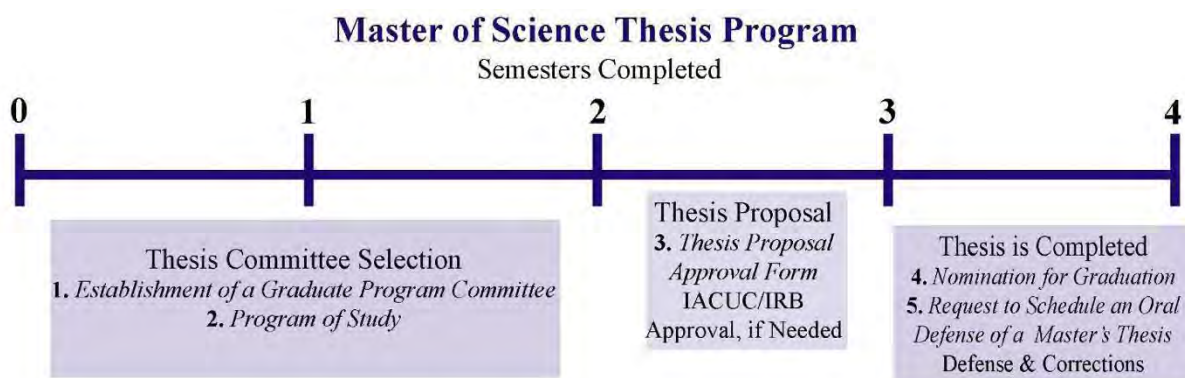 Master of Science Thesis Program
Semesters Completed
0 1 2 3 4
Thesis Committee Selection
1. Establishment of a Graduate Program Committee
2. Program of Study
Thesis Proposal
3. Thesis Proposal
Approval Form
IACUC/IRB
Approval, if Needed
Thesis is Completed
4. Nomination for Graduation
5. Request to Schedule an Oral
Defense of a Master's Thesis
Defense & Corrections